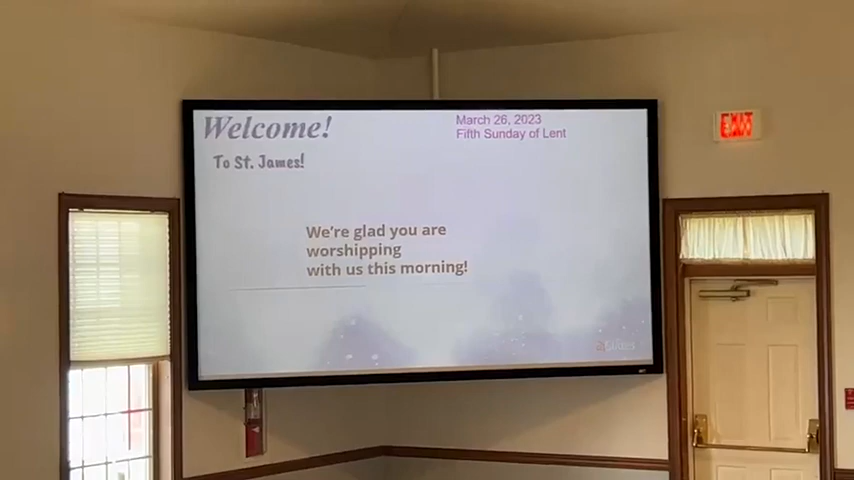 Welcome!
March 26, 2023
Fifth Sunday of Lent
To St. James!
We're glad you are
worshipping
with us this morning!
EXIT